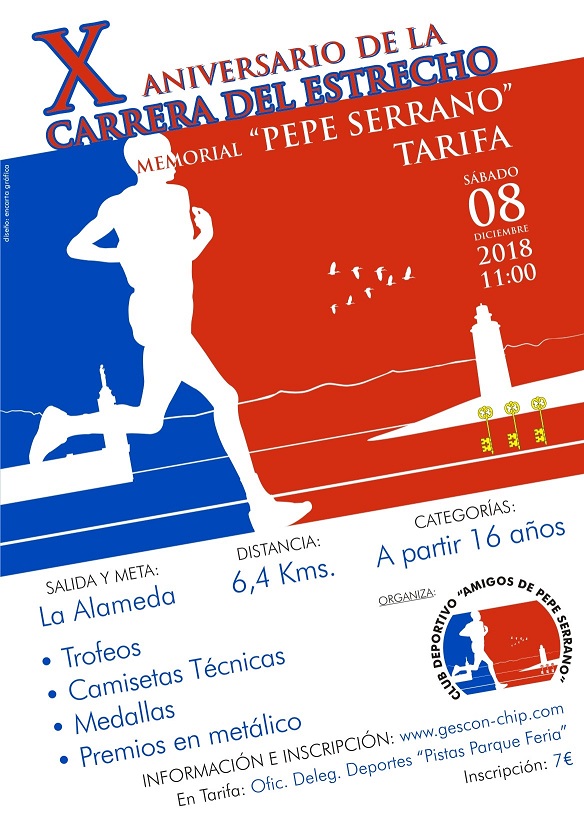 X ANIVERSARIO DE LA
CARRERA DEL ESTRECHO
MEMORIAL “PEPE SERRANO”
TARIFA
SÁBADO
08
DICIEMBRE
2018
11:00
diseño: encarta gráfica
SALIDA Y META:
La Alameda
DISTANCIA:
6,4 Kms.
CATEGORÍAS:
A partir 16 años
• Trofeos
• Camisetas Técnicas
• Medallas
• Premios en metálico
ORGANIZA:
CLUB DEPORTIVO "AMIGOS DE PEPE SERRANO"
INFORMACIÓN E INSCRIPCIÓN: www.gescon-chip.com
En Tarifa: Ofic. Deleg. Deportes “Pistas Parque Feria”
Inscripción: 7€